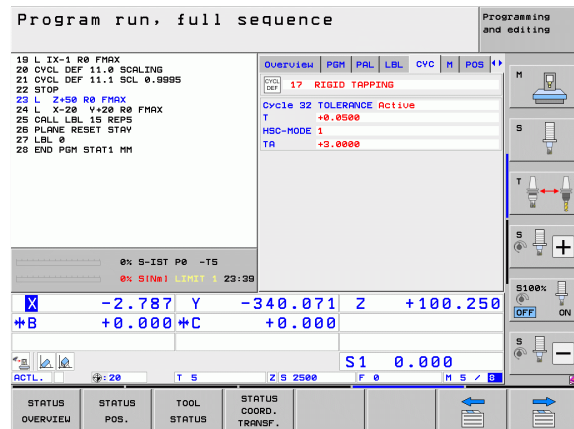 Program run, full sequence
Programming
and editing
19 L IX-1 R0 FMAX
20 CYCL DEF 11.0 SCALING
21 CYCL DEF 11.1 SCL 0.9995
22 STOP
23 L Z+50 R0 FMAX
24 L X-20 Y+20 R0 FMAX
25 CALL LBL 15 REP5
26 PLANE RESET STAY
27 LBL 0
28 END PGM STAT1 MM
Overview PGM PAL LBL CYC M POS
CYCL
DEF 17 RIGID TAPPING
Cycle 32 TOLERANCE Active
T +0.0500
HSC-MODE 1
TA +3.0000
0% S-IST P0 -T5
0% S[Nm] LIMIT 1 23:39
X -2.787 Y -340.071 Z +100.250
B +0.000 C +0.000
S1 0.000
ACTL. : 20 T 5 Z S 2500 F 0 M 5 / 8
M
S
T
S
S100%
OFF ON
S
STATUS
OVERVIEW
STATUS
POS.
TOOL
STATUS
STATUS
COORD.
TRANSF.